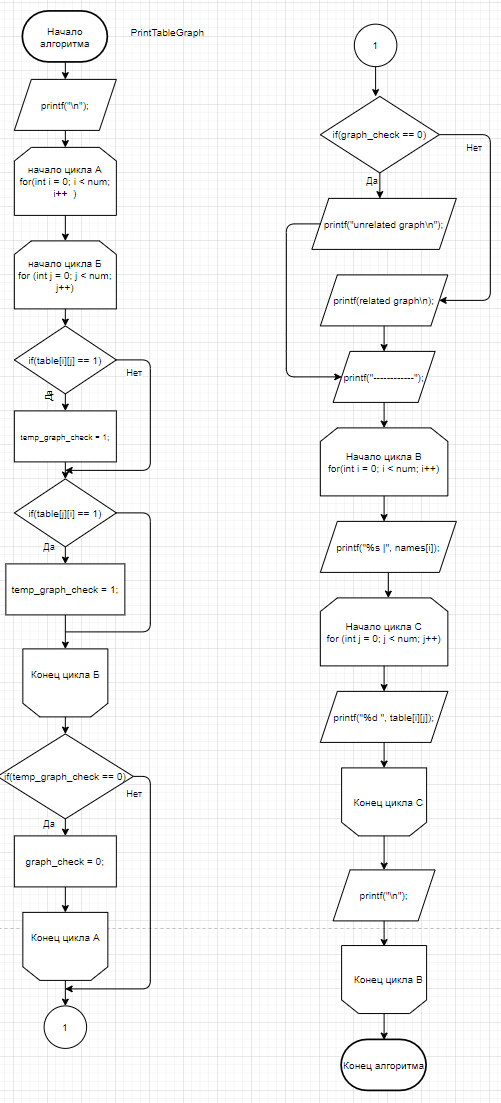 Начало
алгоритма
PrintTableGraph
printf("\n");
начало цикла А
for(int i = 0; i < num;
i++ )
начало цикла Б
for (int j = 0; j < num;
j++)
if(table[i][j] == 1)
Нет
Да
temp_graph_check = 1;
if(table[j][i] == 1)
Да
temp_graph_check = 1;
Конец цикла Б
if(temp_graph_check == 0)
Нет
Да
graph_check = 0;
Конец цикла А
1
1
if(graph_check == 0)
Нет
Да
printf("unrelated graph\n");
printf(related graph\n);
printf("------------");
Начало цикла В
for(int i = 0; i < num; i++)
printf("%s |", names[i]);
Начало цикла С
for (int j = 0; j < num; j++)
printf("%d ", table[i][j]);
Конец цикла С
printf("\n");
Конец цикла В
Конец алгоритма